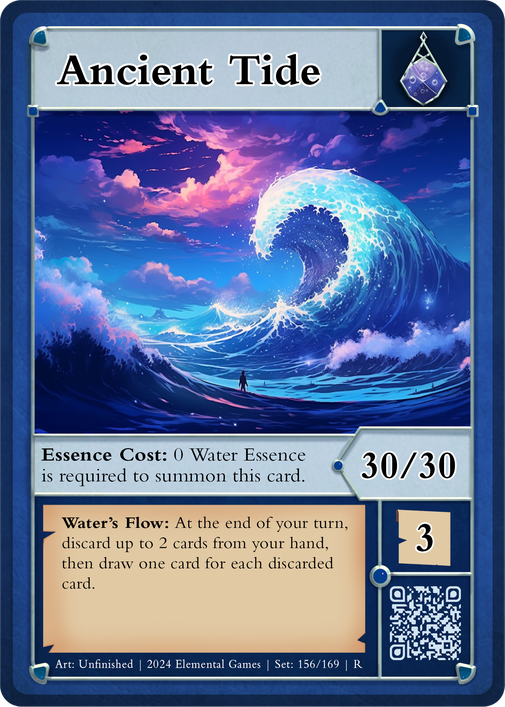 Ancient Tide
Essence Cost: 0 Water Essence
is required to summon this card.
30/30
Water's Flow: At the end of your turn,
discard up to 2 cards from your hand,
then draw one card for each discarded
card.
3
Art: Unfinished | 2024 Elemental Games | Set: 156/169 | R